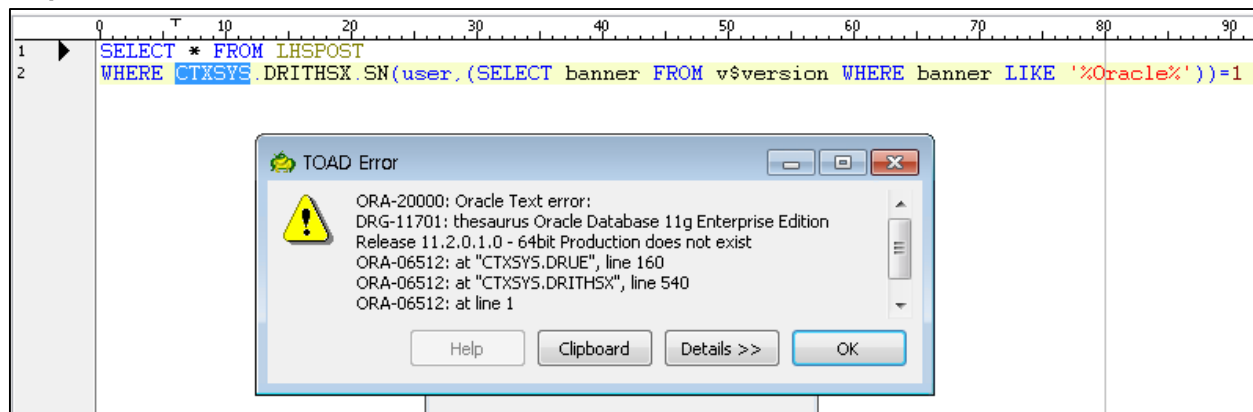 0 10 20 30 40 50 60 70 80 90
1 SELECT * FROM LHSPOST
2 WHERE CTXSYS.DRITHSX.SN(user,(SELECT banner FROM v$version WHERE banner LIKE '%Oracle%'))=1
TOAD Error
ORA-20000: Oracle Text error:
DRG-11701: thesaurus Oracle Database 11g Enterprise Edition
Release 11.2.0.1.0 - 64bit Production does not exist
ORA-06512: at "CTXSYS.DRUE", line 160
ORA-06512: at "CTXSYS.DRITHSX", line 540
ORA-06512: at line 1
Help Clipboard Details >> OK